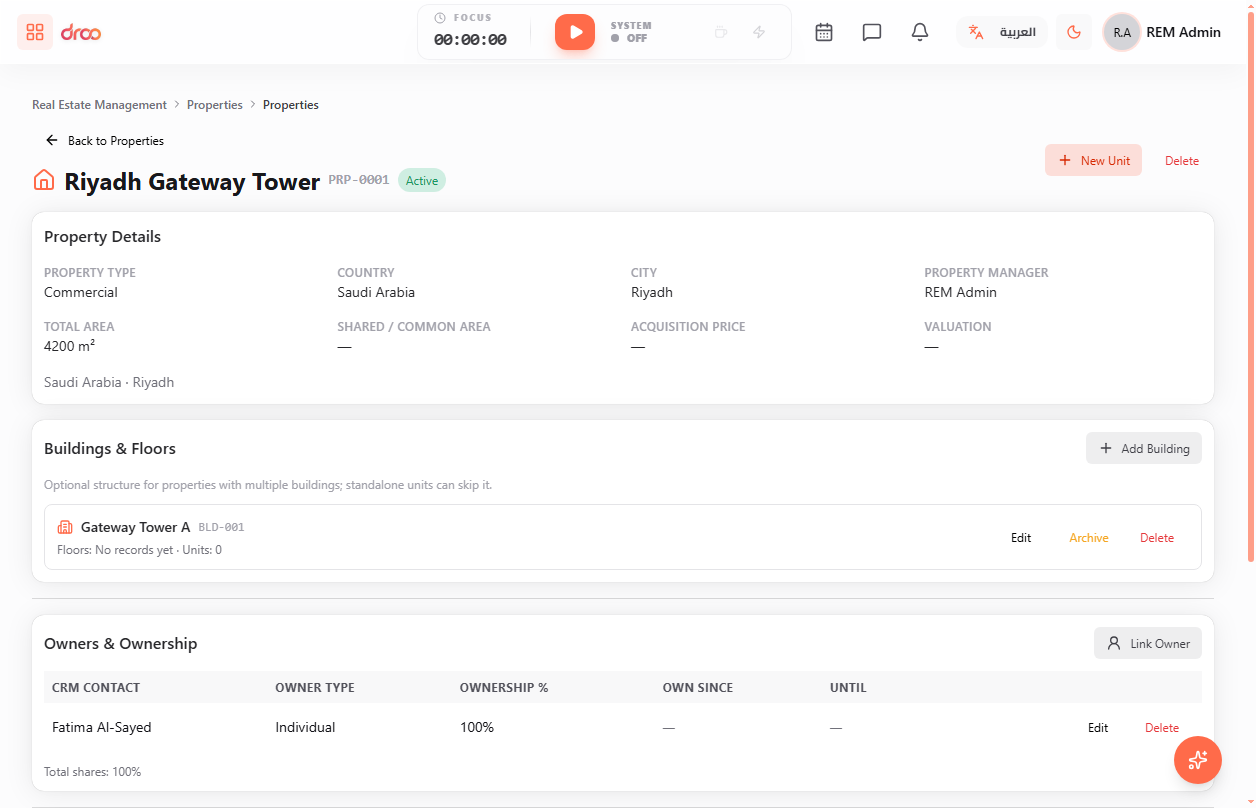 droo
FOCUS
00:00:00
SYSTEM
OFF
العربية
R.A
REM Admin
Real Estate Management > Properties > Properties
Back to Properties
Riyadh Gateway Tower PRP-0001 Active
New Unit
Delete
Property Details
PROPERTY TYPE
Commercial
COUNTRY
Saudi Arabia
CITY
Riyadh
PROPERTY MANAGER
REM Admin
TOTAL AREA
4200 m²
SHARED / COMMON AREA
—
ACQUISITION PRICE
—
VALUATION
—
Saudi Arabia · Riyadh
Buildings & Floors
Add Building
Optional structure for properties with multiple buildings; standalone units can skip it.
Gateway Tower A BLD-001
Floors: No records yet · Units: 0
Edit Archive Delete
Owners & Ownership
Link Owner
CRM CONTACT OWNER TYPE OWNERSHIP % OWN SINCE UNTIL
Fatima Al-Sayed Individual 100% — — Edit Delete
Total shares: 100%